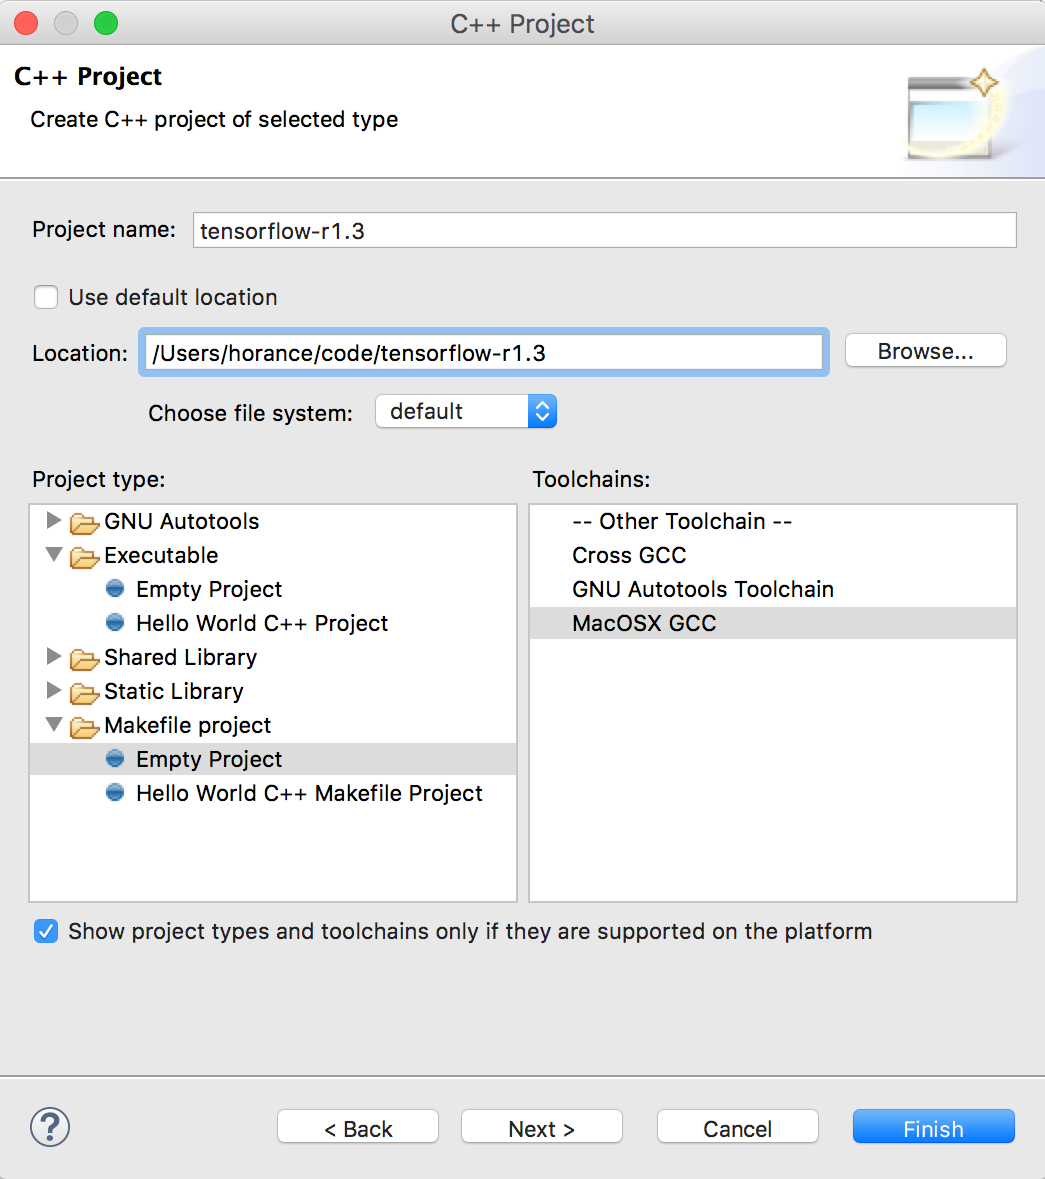 C++ Project
C++ Project
Create C++ project of selected type
Project name: tensorflow-r1.3
Use default location
Location: /Users/horance/code/tensorflow-r1.3 Browse...
Choose file system: default
Project type:
GNU Autotools
Executable
Empty Project
Hello World C++ Project
Shared Library
Static Library
Makefile project
Empty Project
Hello World C++ Makefile Project
Toolchains:
-- Other Toolchain --
Cross GCC
GNU Autotools Toolchain
MacOSX GCC
Show project types and toolchains only if they are supported on the platform
? < Back Next > Cancel Finish